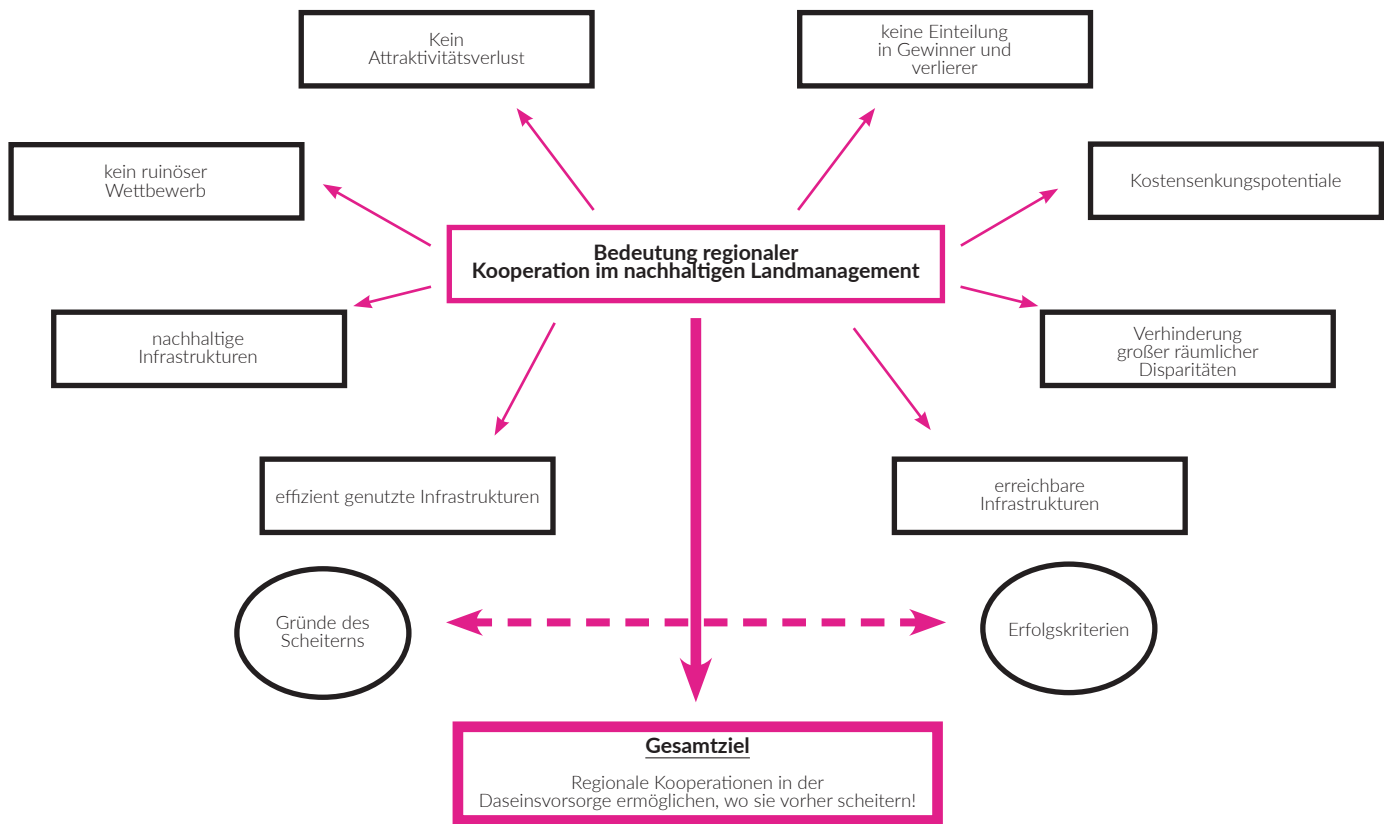 Kein
Attraktivitätsverlust
keine Einteilung
in Gewinner und
verlierer
kein ruinöser
Wettbewerb
Kostensenkungspotentiale
Bedeutung regionaler
Kooperation im nachhaltigen Landmanagement
nachhaltige
Infrastrukturen
Verhinderung
großer räumlicher
Disparitäten
effizient genutzte Infrastrukturen
erreichbare
Infrastrukturen
Gründe des
Scheiterns
Erfolgskriterien
Gesamtziel
Regionale Kooperationen in der
Daseinsvorsorge ermöglichen, wo sie vorher scheitern!